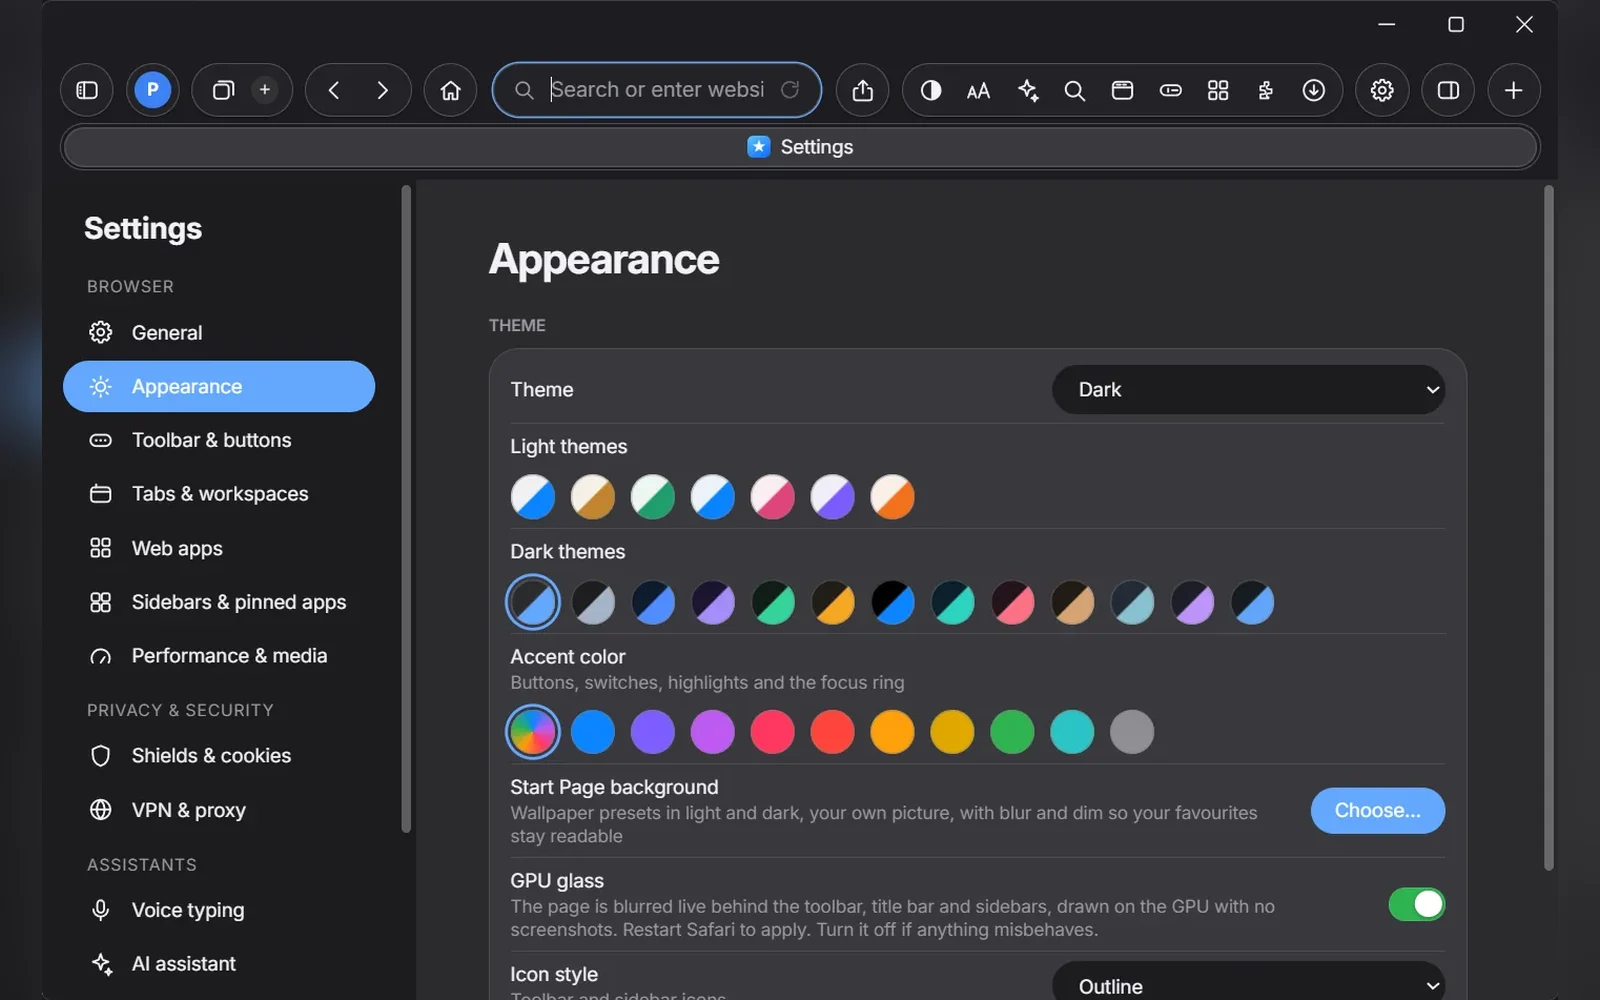 P
+
Search or enter websi
AA
Settings
Settings
BROWSER
General
Appearance
Toolbar & buttons
Tabs & workspaces
Web apps
Sidebars & pinned apps
Performance & media
PRIVACY & SECURITY
Shields & cookies
VPN & proxy
ASSISTANTS
Voice typing
AI assistant
Appearance
THEME
Theme
Dark
Light themes
Dark themes
Accent color
Buttons, switches, highlights and the focus ring
Start Page background
Wallpaper presets in light and dark, your own picture, with blur and dim so your favourites
stay readable
Choose...
GPU glass
The page is blurred live behind the toolbar, title bar and sidebars, drawn on the GPU with no
screenshots. Restart Safari to apply. Turn it off if anything misbehaves.
Icon style
Outline
Toolbar and sidebar icons